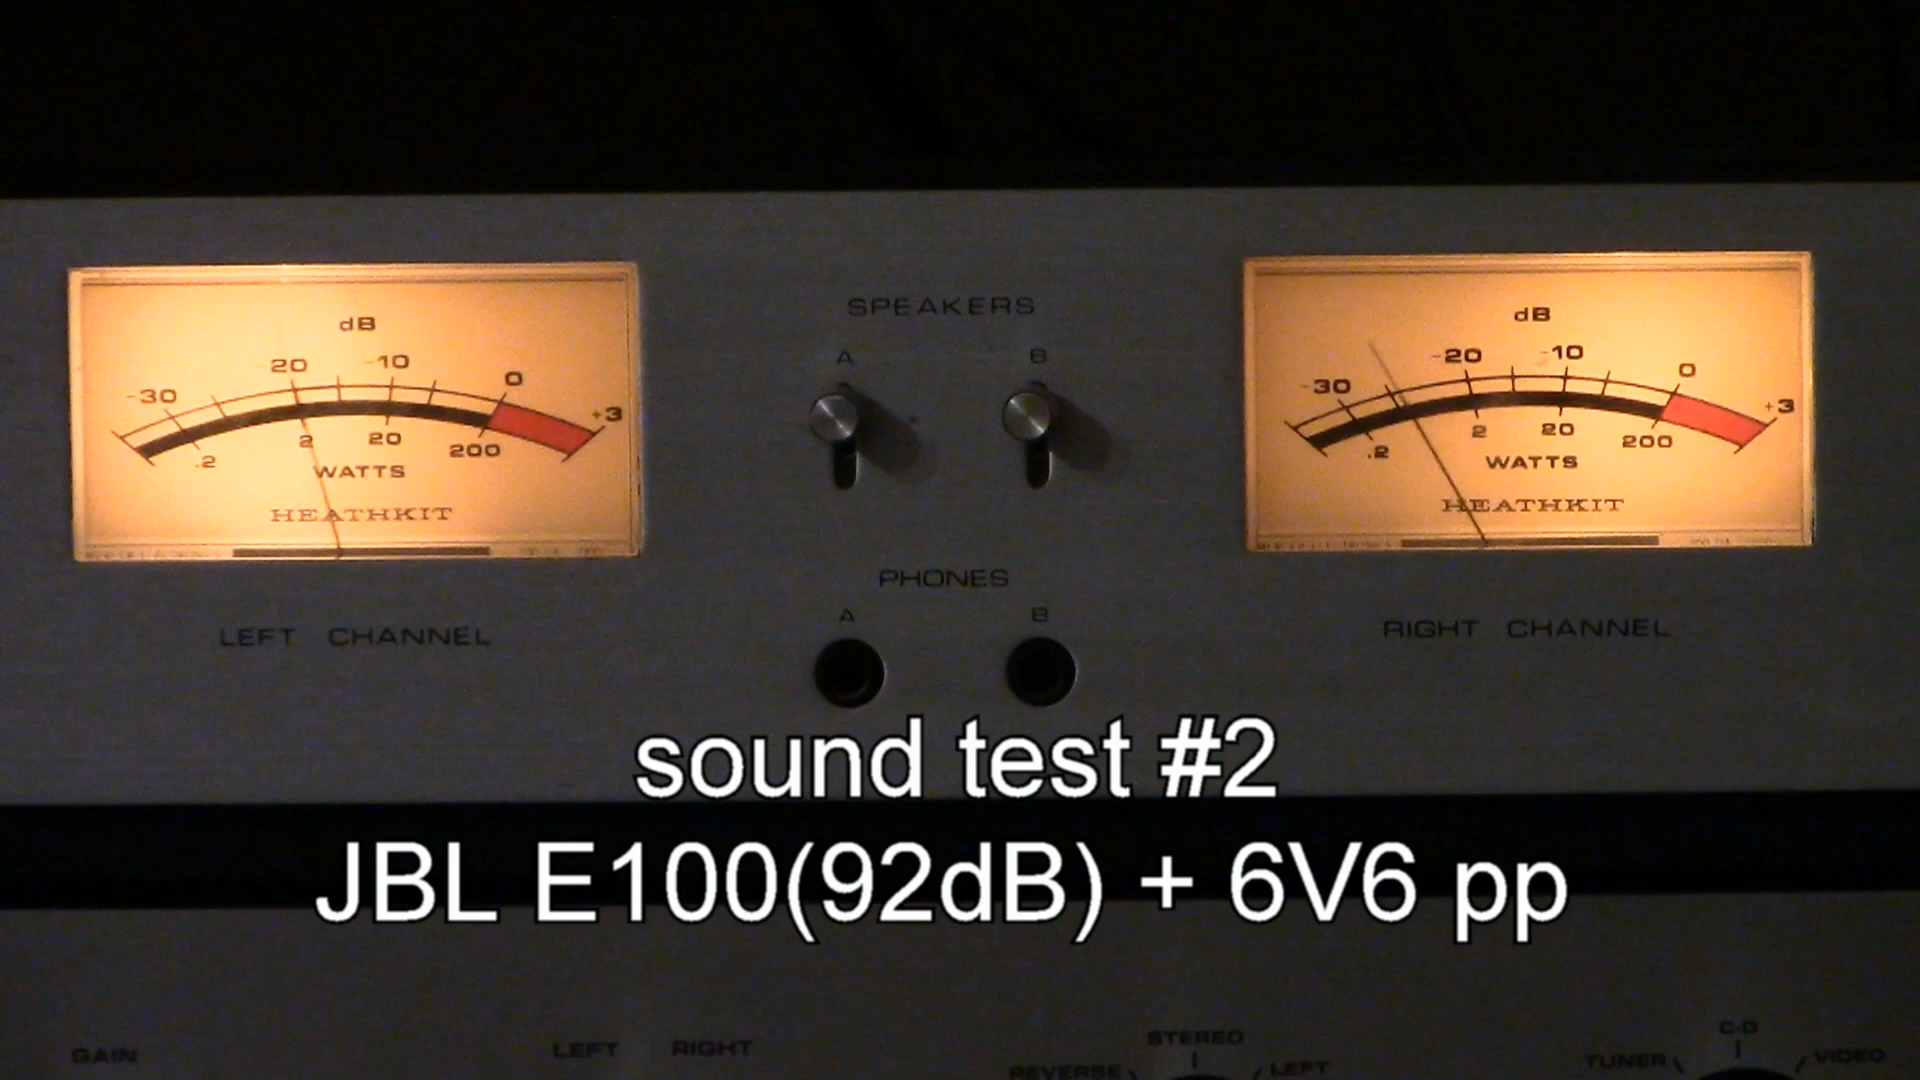 dB
-30 20 -10 0 +3
.2 2 20 200
WATTS
HEATHKIT
LEFT CHANNEL
SPEAKERS
A B
PHONES
A B
dB
-30 -20 -10 0 +3
.2 2 20 200
WATTS
HEATHKIT
RIGHT CHANNEL
sound test #2
JBL E100(92dB) + 6V6 pp
GAIN
LEFT RIGHT
STEREO
REVERSE LEFT
C-D
TUNER VIDEO